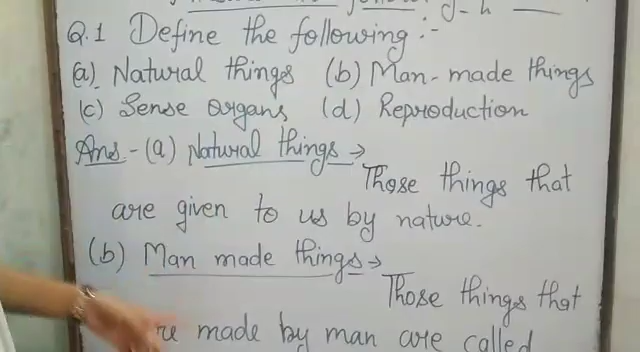 Q.1 Define the following :-
(a) Natural things (b) Man-made things
(c) Sense organs (d) Reproduction
Ans - (a) Natural things →
Those things that
are given to us by nature.
(b) Man made things →
Those things that
made by man are called